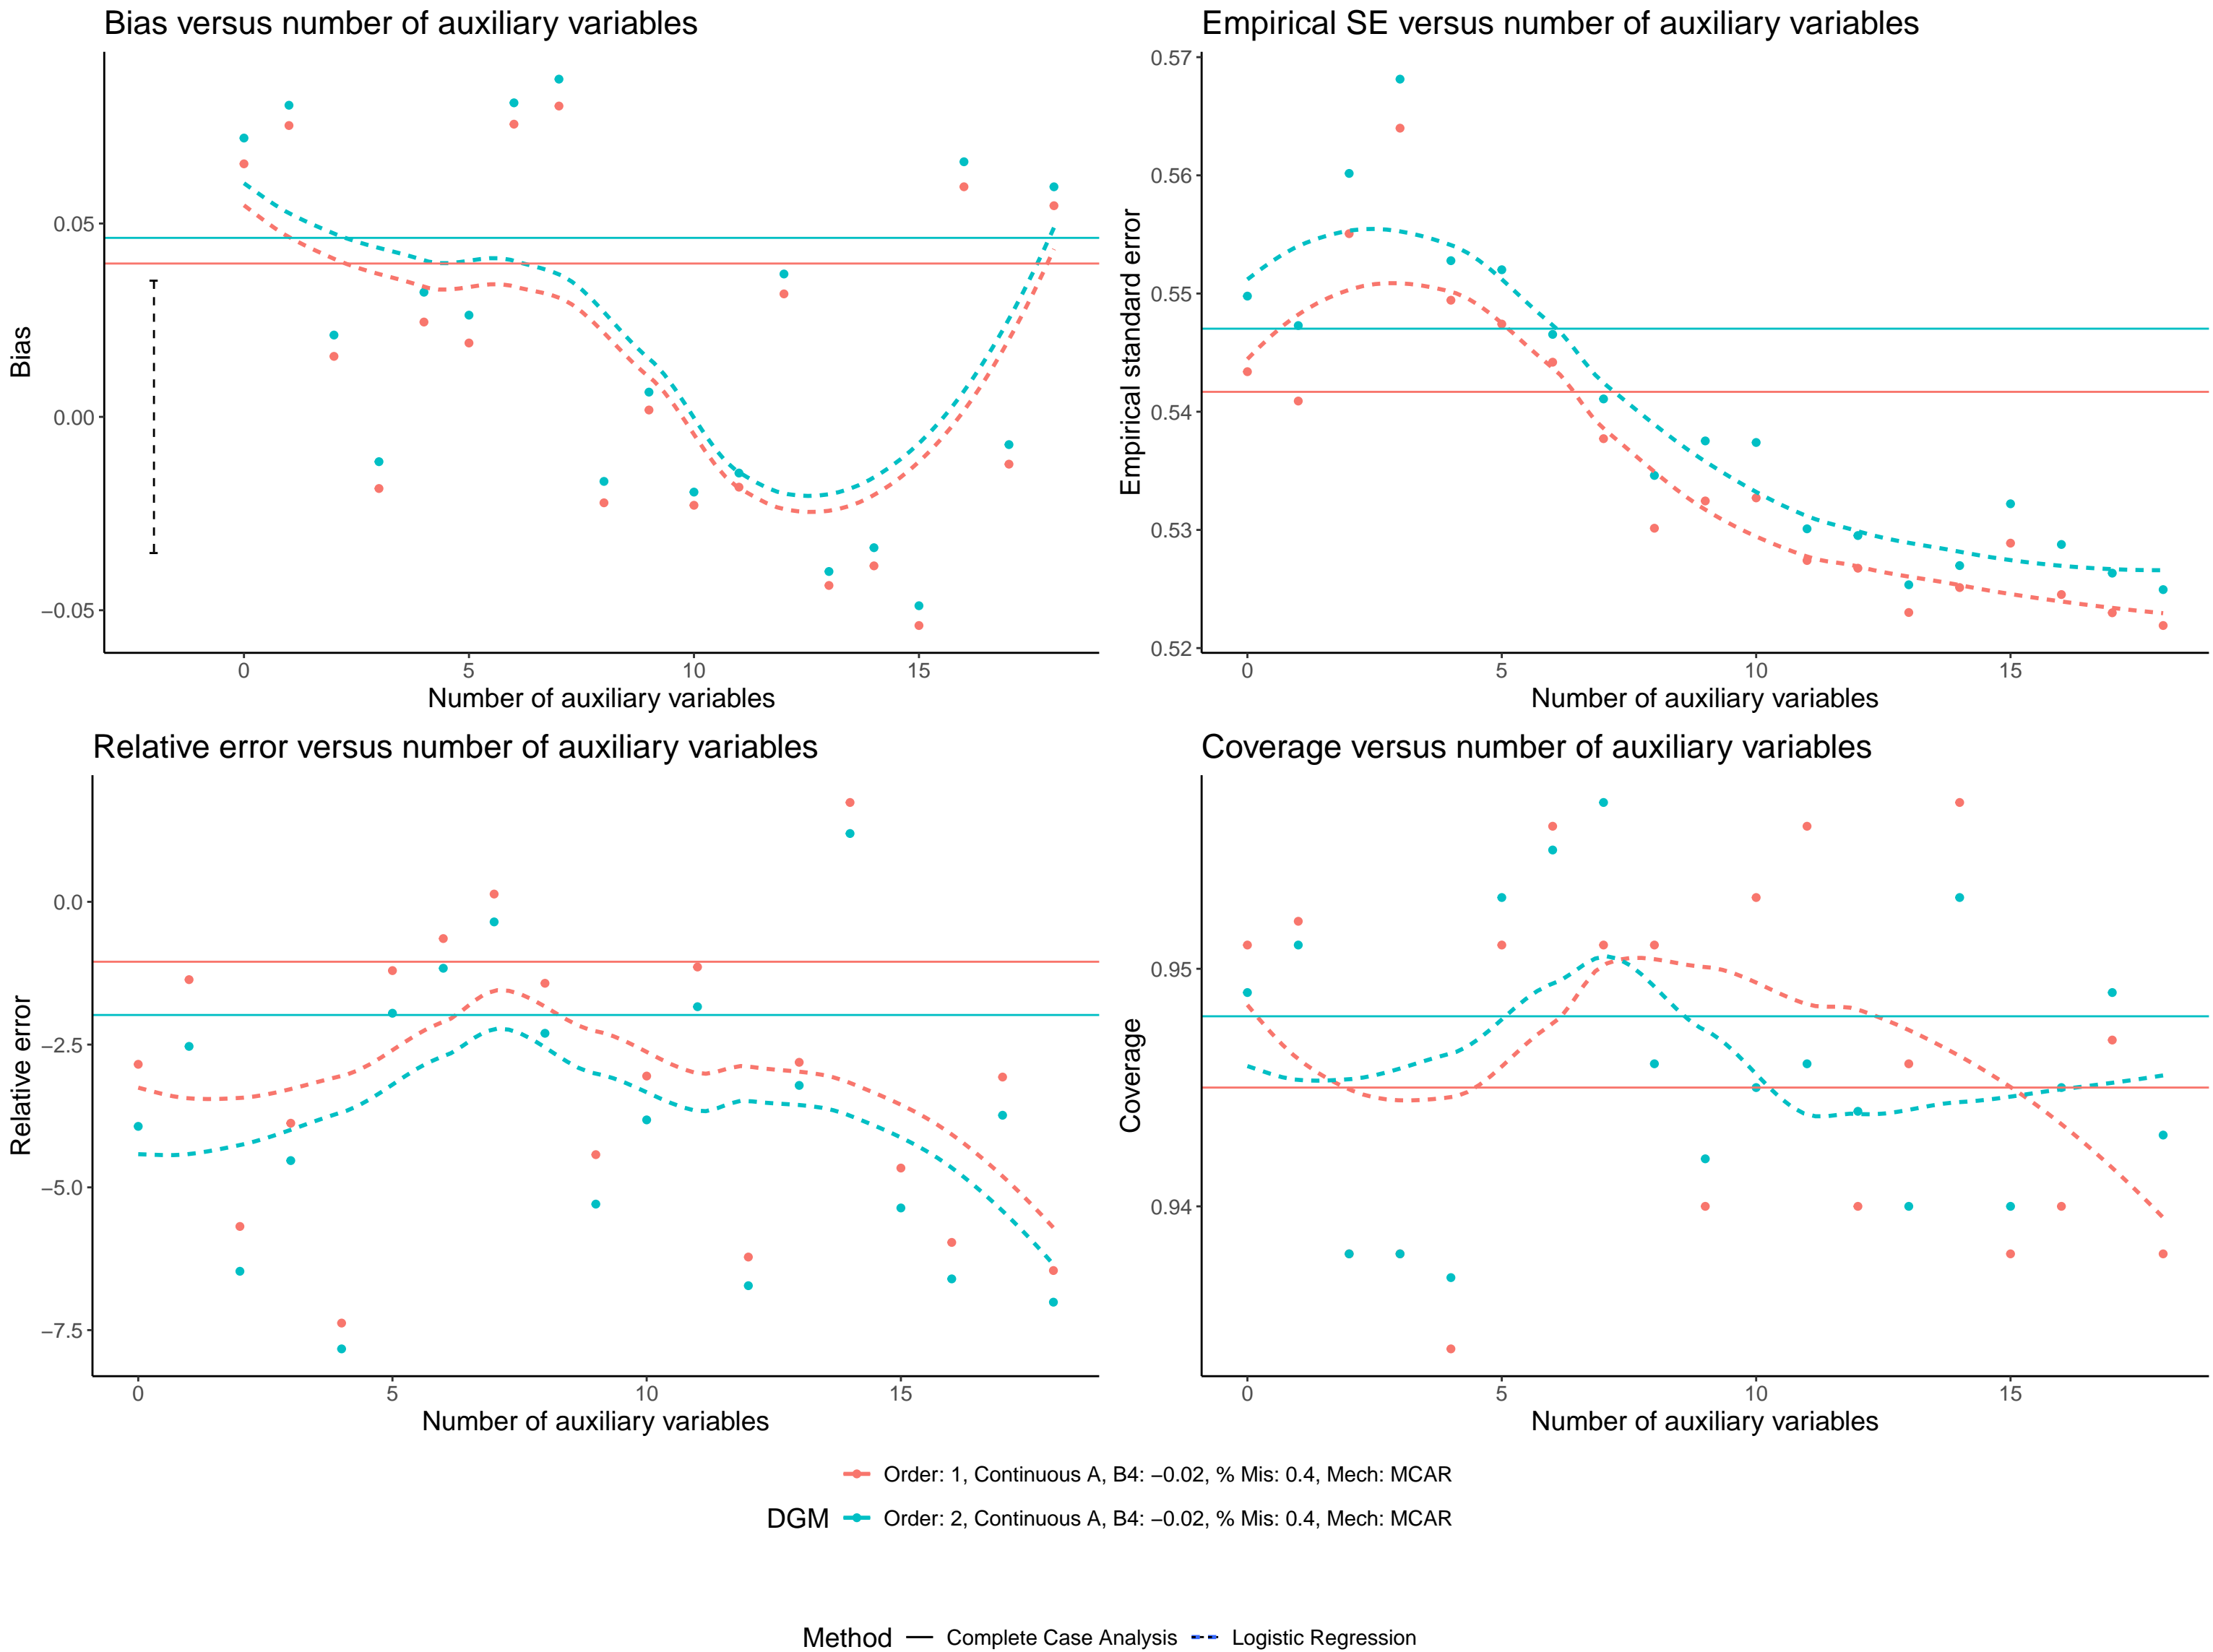 Bias versus number of auxiliary variables
Bias
0.05
0.00
−0.05
0 5 10 15
Number of auxiliary variables
Empirical SE versus number of auxiliary variables
Empirical standard error
0.57
0.56
0.55
0.54
0.53
0.52
0 5 10 15
Number of auxiliary variables
Relative error versus number of auxiliary variables
Relative error
0.0
−2.5
−5.0
−7.5
0 5 10 15
Number of auxiliary variables
Coverage versus number of auxiliary variables
Coverage
0.95
0.94
0 5 10 15
Number of auxiliary variables
DGM
Order: 1, Continuous A, B4: −0.02, % Mis: 0.4, Mech: MCAR
Order: 2, Continuous A, B4: −0.02, % Mis: 0.4, Mech: MCAR
Method Complete Case Analysis Logistic Regression